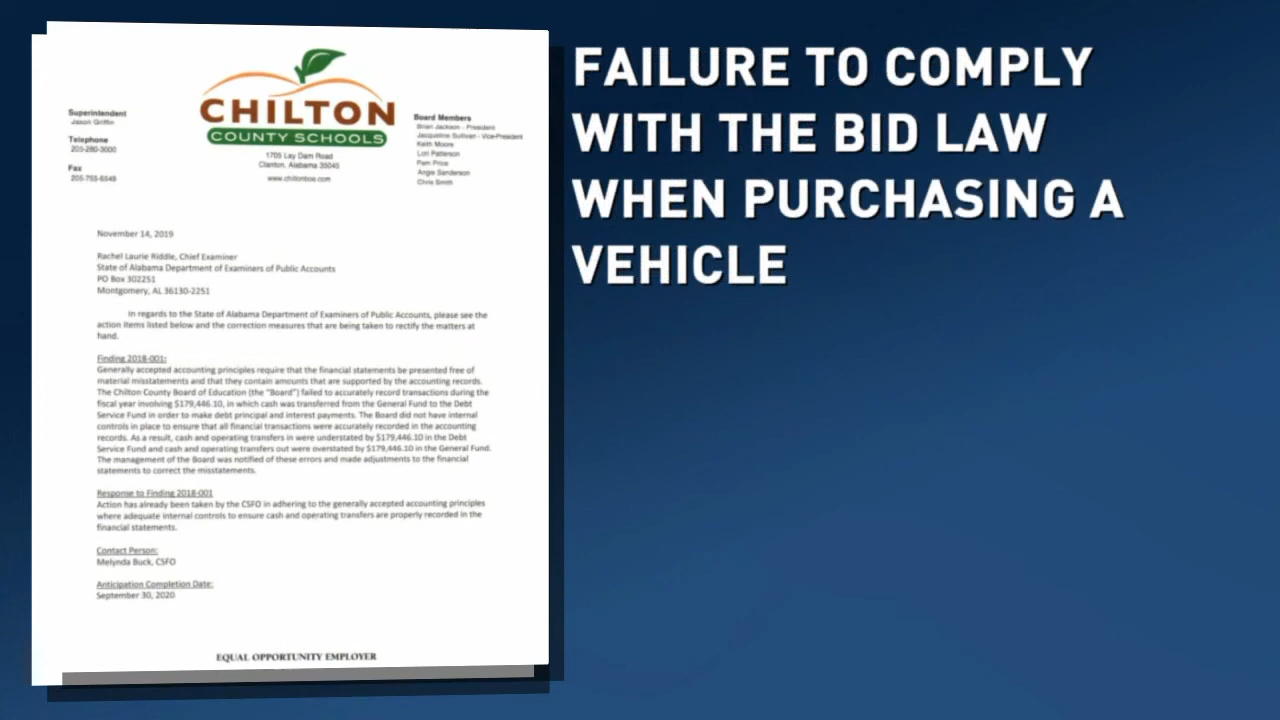 CHILTON
COUNTY SCHOOLS
1705 Lay Dam Road
Clanton, Alabama 35045
www.chiltonboe.com
Superintendent
Jason Griffin
Telephone
205-280-3000
Fax
205-755-6549
Board Members
Brian Jackson - President
Jacqueline Sullivan - Vice-President
Keith Moore
Lori Patterson
Pam Price
Angie Sanderson
Chris Smith
November 14, 2019
Rachel Laurie Riddle, Chief Examiner
State of Alabama Department of Examiners of Public Accounts
PO Box 302251
Montgomery, AL 36130-2251
In regards to the State of Alabama Department of Examiners of Public Accounts, please see the
action items listed below and the correction measures that are being taken to rectify the matters at
hand.
Finding 2018-001:
Generally accepted accounting principles require that the financial statements be presented free of
material misstatements and that they contain amounts that are supported by the accounting records.
The Chilton County Board of Education (the "Board") failed to accurately record transactions during the
fiscal year involving $179,446.10, in which cash was transferred from the General Fund to the Debt
Service Fund in order to make debt principal and interest payments. The Board did not have internal
controls in place to ensure that all financial transactions were accurately recorded in the accounting
records. As a result, cash and operating transfers in were understated by $179,446.10 in the Debt
Service Fund and cash and operating transfers out were overstated by $179,446.10 in the General Fund.
The management of the Board was notified of these errors and made adjustments to the financial
statements to correct the misstatements.
Response to Finding 2018-001
Action has already been taken by the CSFO in adhering to the generally accepted accounting principles
where adequate internal controls to ensure cash and operating transfers are properly recorded in the
financial statements.
Contact Person:
Melynda Buck, CSFO
Anticipation Completion Date:
September 30, 2020
EQUAL OPPORTUNITY EMPLOYER
FAILURE TO COMPLY
WITH THE BID LAW
WHEN PURCHASING A
VEHICLE